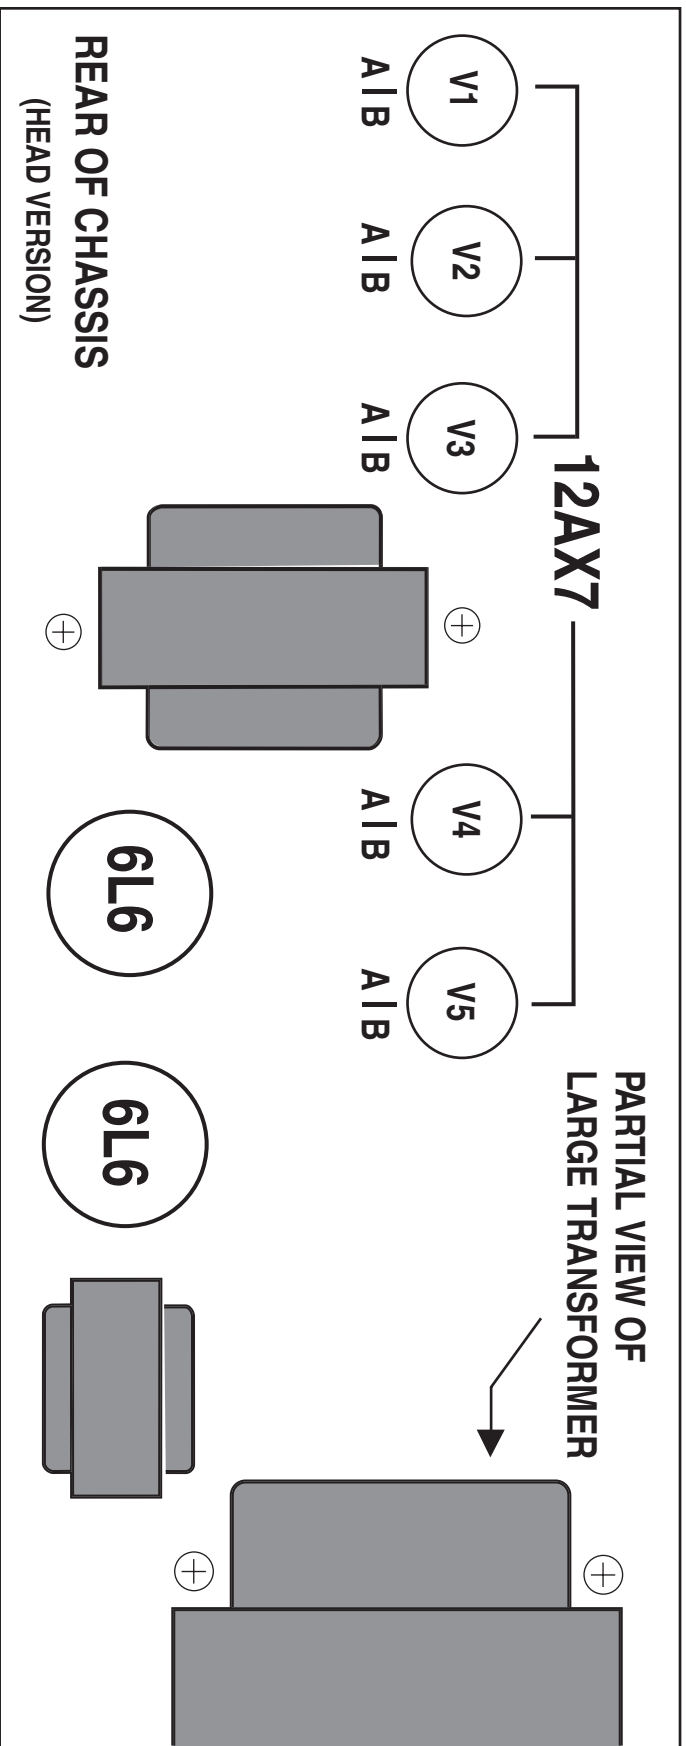 12AX7
PARTIAL VIEW OF
LARGE TRANSFORMER
V1 V2 V3 V4 V5
A|B A|B A|B A|B A|B
6L6 6L6
REAR OF CHASSIS
(HEAD VERSION)